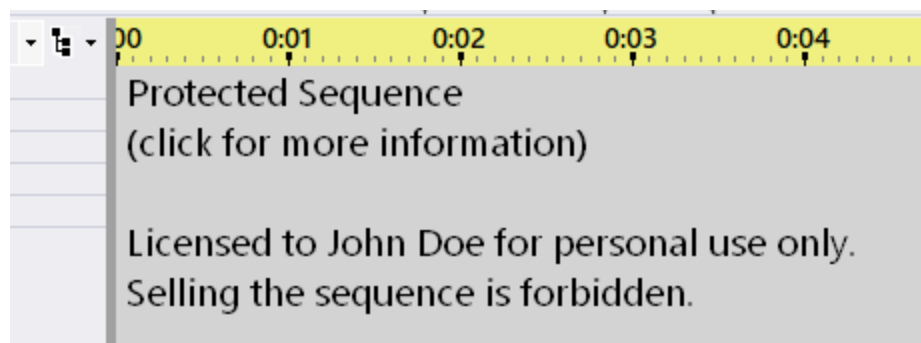 00 0:01 0:02 0:03 0:04
Protected Sequence
(click for more information)
Licensed to John Doe for personal use only.
Selling the sequence is forbidden.